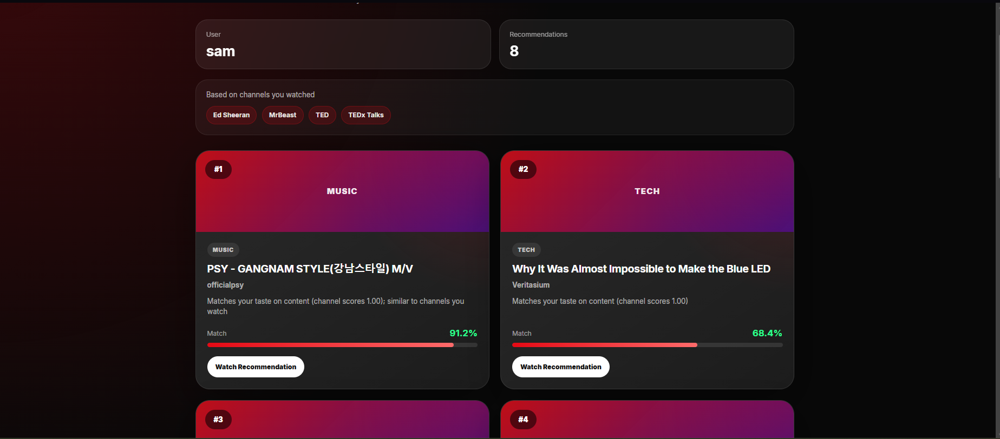 User
sam
Recommendations
8
Based on channels you watched
Ed Sheeran
MrBeast
TED
TEDx Talks
#1
MUSIC
MUSIC
PSY - GANGNAM STYLE(강남스타일) M/V
officialpsy
Matches your taste on content (channel scores 1.00); similar to channels you
watch
Match
91.2%
Watch Recommendation
#2
TECH
TECH
Why It Was Almost Impossible to Make the Blue LED
Veritasium
Matches your taste on content (channel scores 1.00)
Match
68.4%
Watch Recommendation
#3
#4